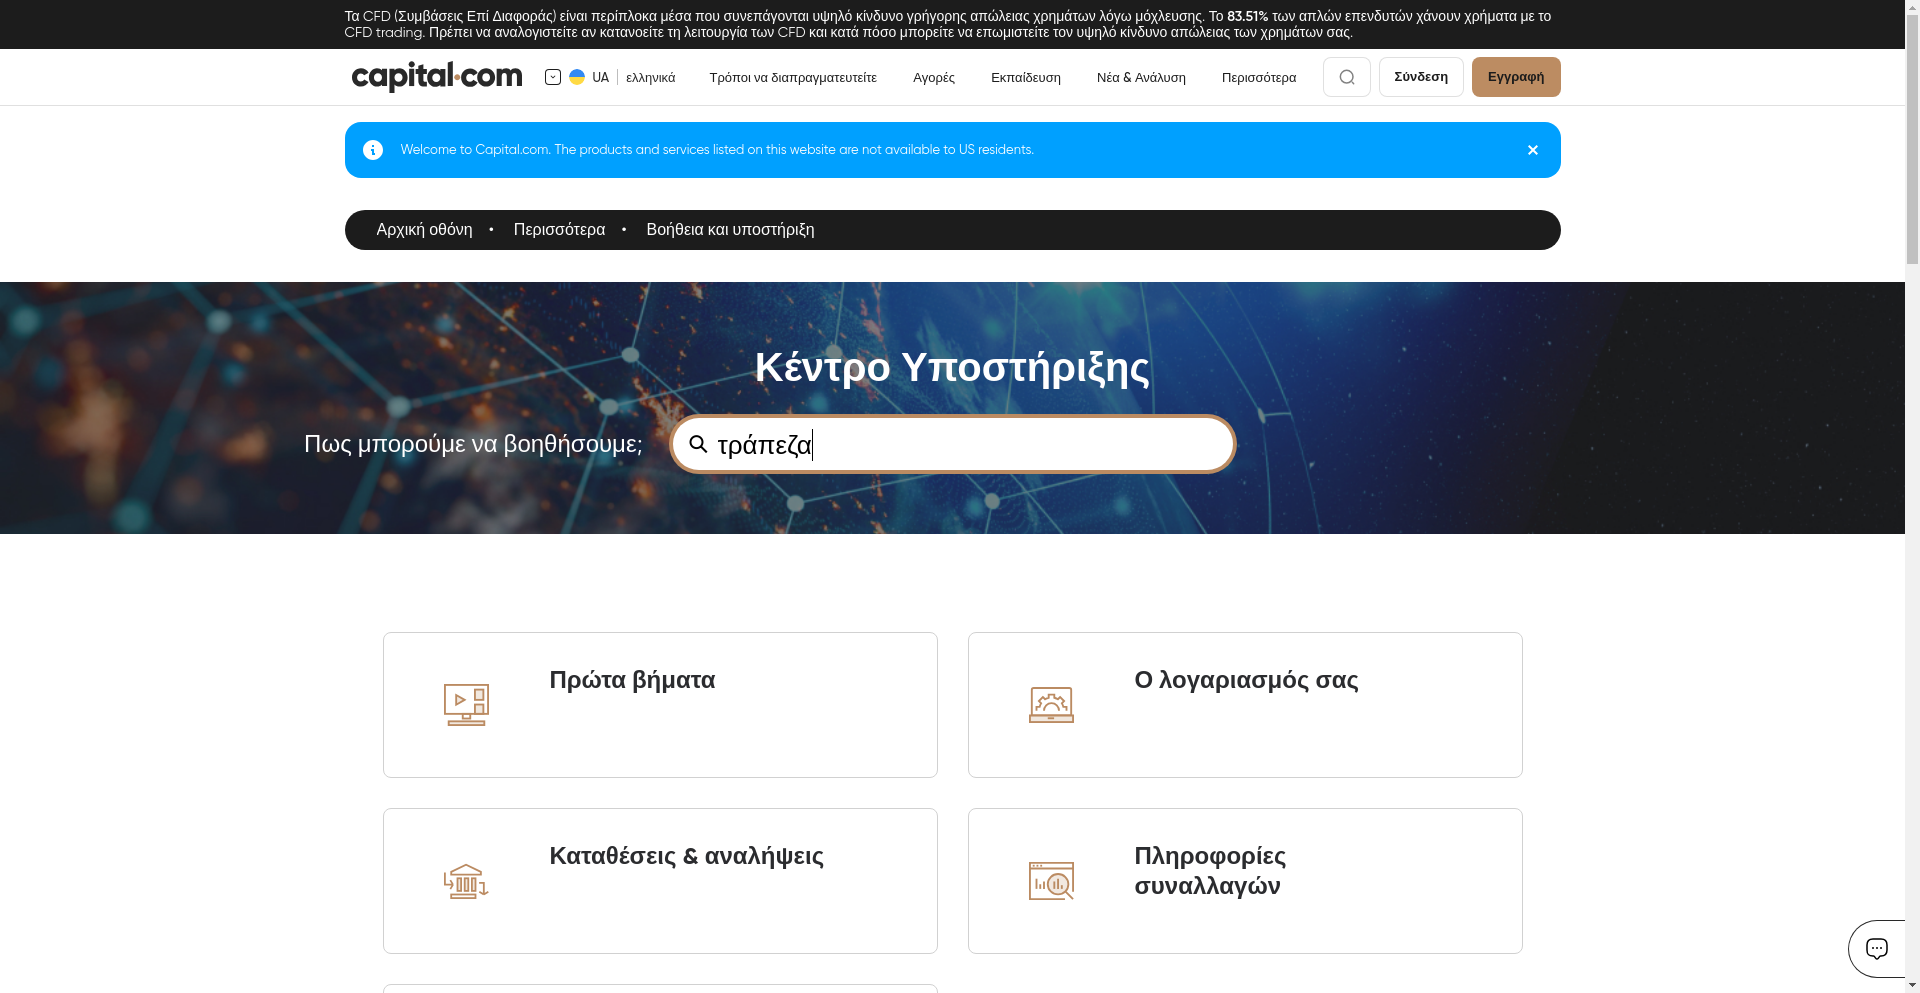 Τα CFD (Συμβάσεις Επί Διαφοράς) είναι περίπλοκα μέσα που συνεπάγονται υψηλό κίνδυνο γρήγορης απώλειας χρημάτων λόγω μόχλευσης. Το 83.51% των απλών επενδυτών χάνουν χρήματα με το
CFD trading. Πρέπει να αναλογιστείτε αν κατανοείτε τη λειτουργία των CFD και κατά πόσο μπορείτε να επωμιστείτε τον υψηλό κίνδυνο απώλειας των χρημάτων σας.
capital.com UA ελληνικά Τρόποι να διαπραγματευτείτε Αγορές Εκπαίδευση Νέα & Ανάλυση Περισσότερα Σύνδεση Εγγραφή
Welcome to Capital.com. The products and services listed on this website are not available to US residents.
Αρχική οθόνη • Περισσότερα • Βοήθεια και υποστήριξη
Κέντρο Υποστήριξης
Πως μπορούμε να βοηθήσουμε; τράπεζα
Πρώτα βήματα
Ο λογαριασμός σας
Καταθέσεις & αναλήψεις
Πληροφορίες
συναλλαγών